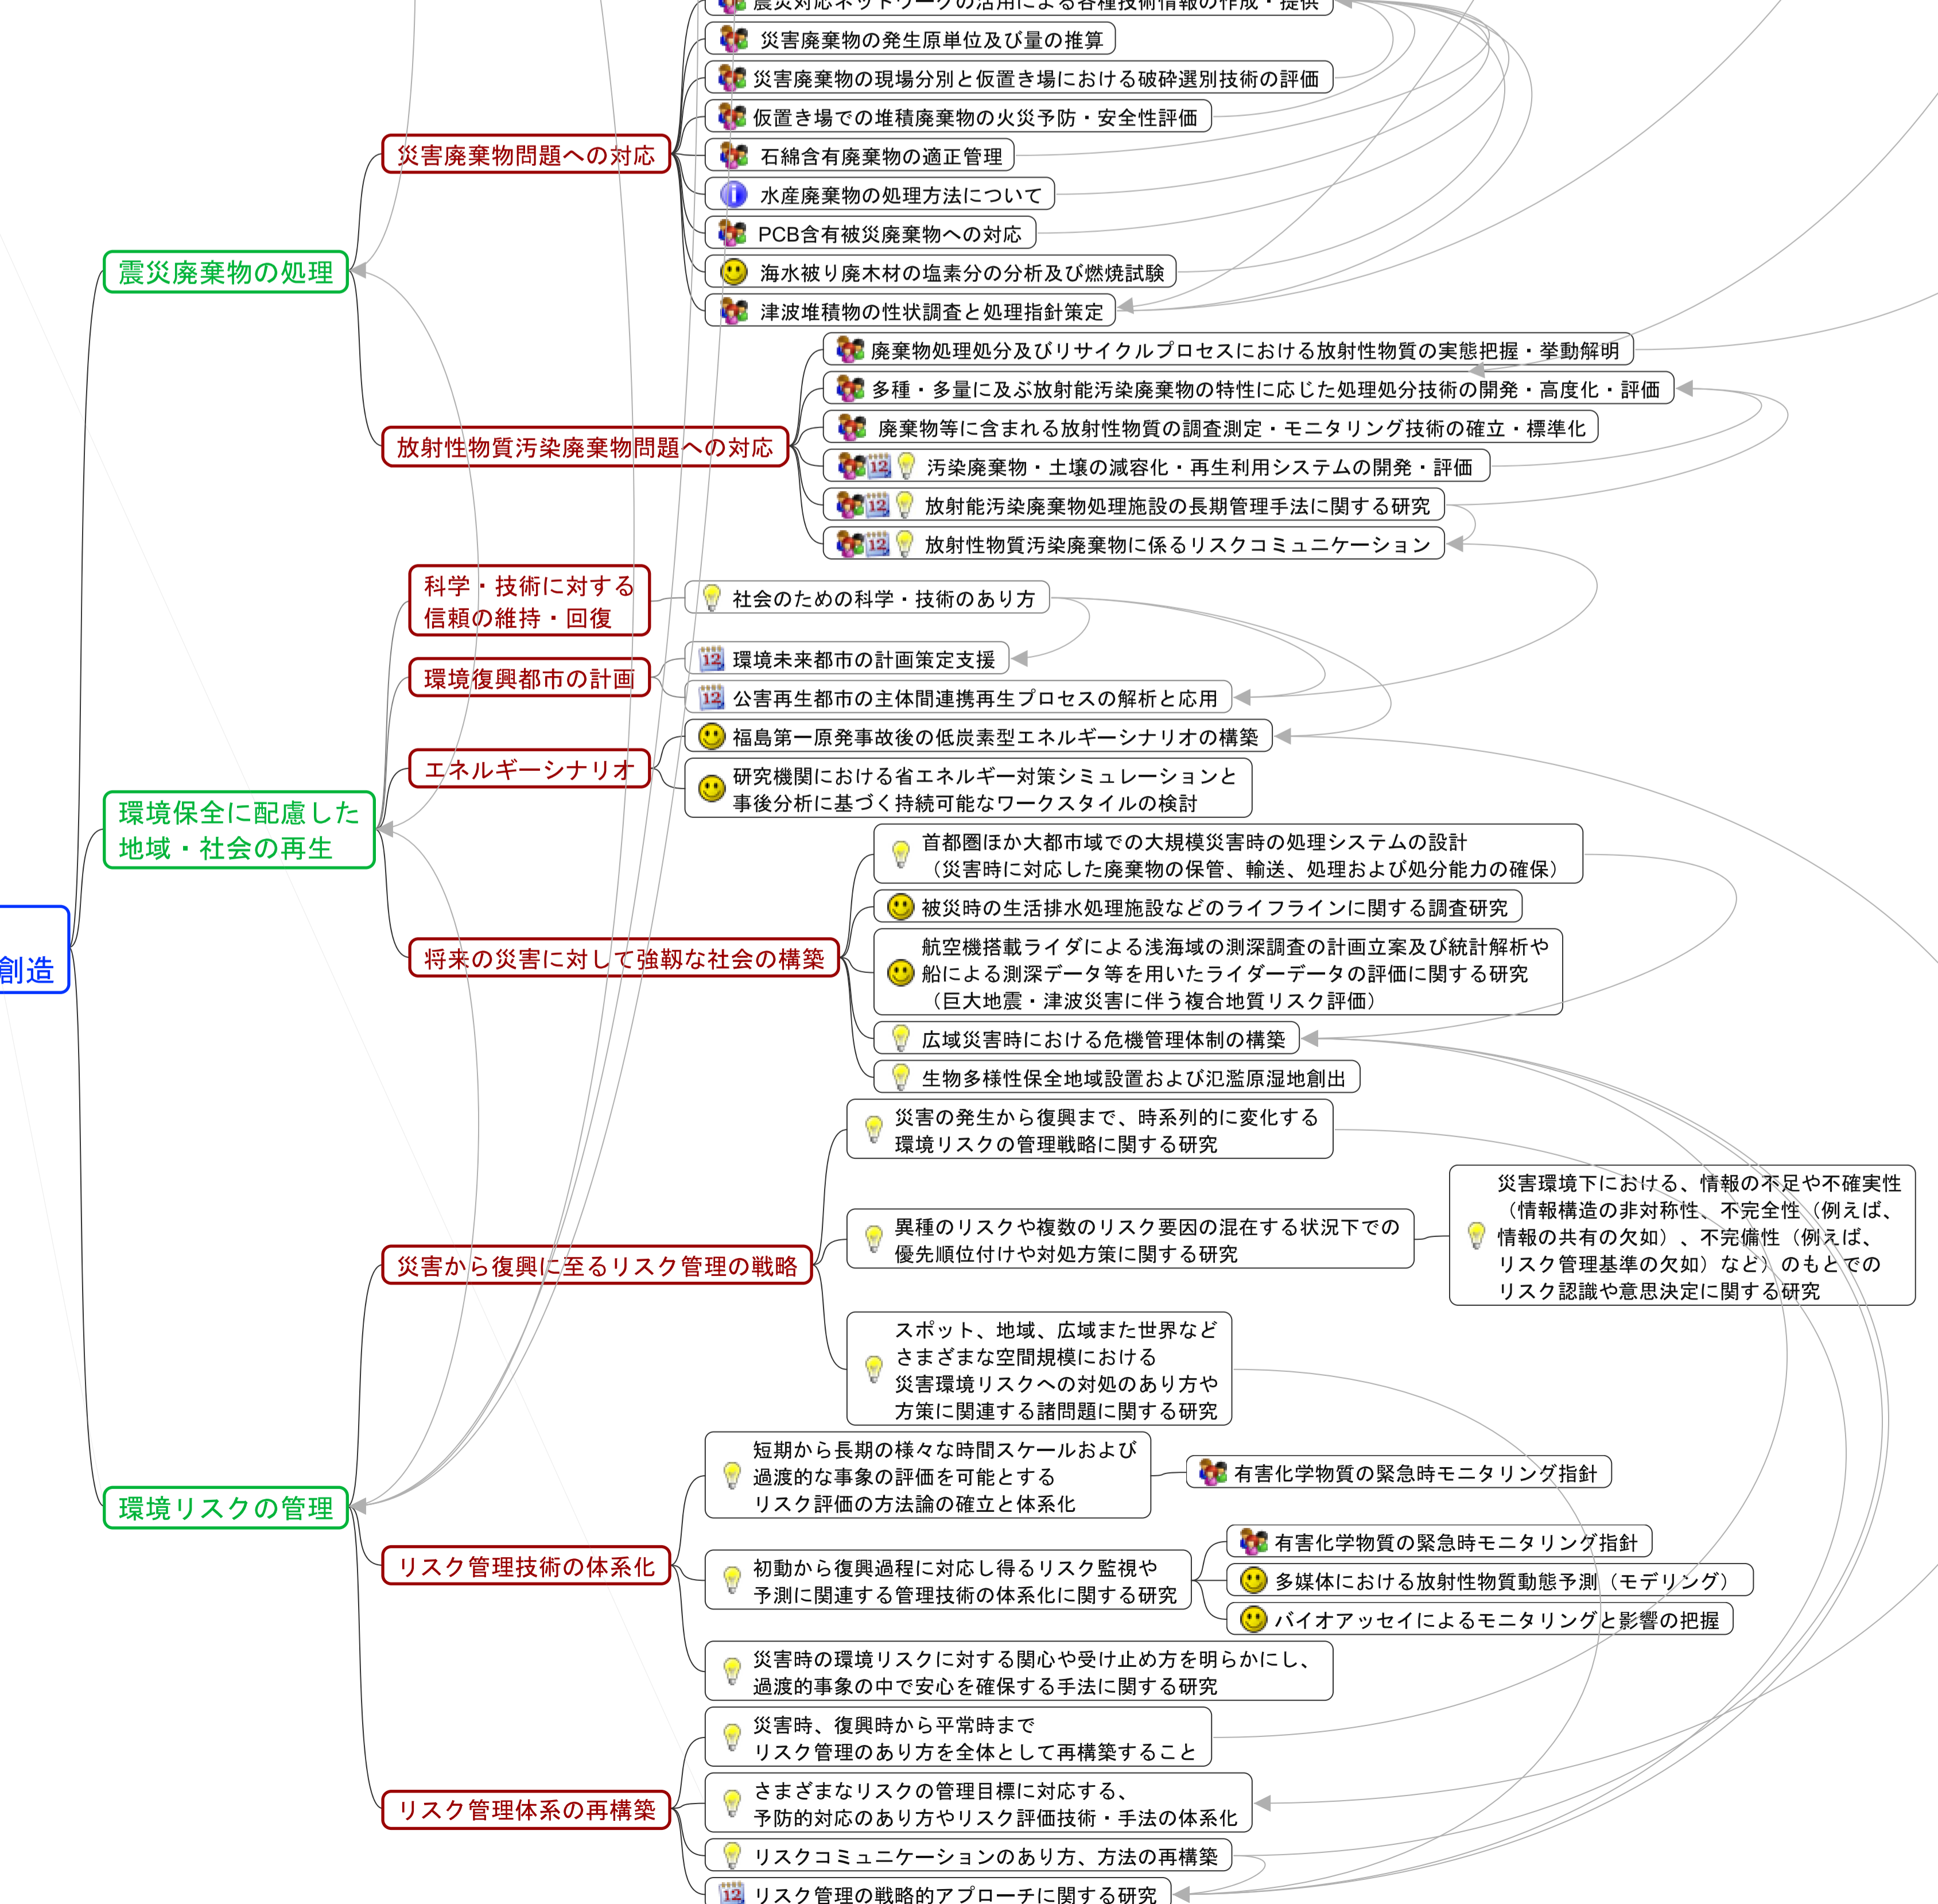 震災対応ネットワークの活用による各種技術情報の作成・提供
災害廃棄物の発生原単位及び量の推算
災害廃棄物の現場分別と仮置き場における破砕選別技術の評価
仮置き場での堆積廃棄物の火災予防・安全性評価
災害廃棄物問題への対応
石綿含有廃棄物の適正管理
水産廃棄物の処理方法について
PCB含有被災廃棄物への対応
震災廃棄物の処理
海水被り廃木材の塩素分の分析及び燃焼試験
津波堆積物の性状調査と処理指針策定
廃棄物処理処分及びリサイクルプロセスにおける放射性物質の実態把握・挙動解明
多種・多量に及ぶ放射能汚染廃棄物の特性に応じた処理処分技術の開発・高度化・評価
廃棄物等に含まれる放射性物質の調査測定・モニタリング技術の確立・標準化
放射性物質汚染廃棄物問題への対応
12
汚染廃棄物・土壌の減容化・再生利用システムの開発・評価
12
放射能汚染廃棄物処理施設の長期管理手法に関する研究
12
放射性物質汚染廃棄物に係るリスクコミュニケーション
科学・技術に対する
信頼の維持・回復
社会のための科学・技術のあり方
環境復興都市の計画
12
環境未来都市の計画策定支援
12
公害再生都市の主体間連携再生プロセスの解析と応用
エネルギーシナリオ
福島第一原発事故後の低炭素型エネルギーシナリオの構築
研究機関における省エネルギー対策シミュレーションと
事後分析に基づく持続可能なワークスタイルの検討
環境保全に配慮した
地域・社会の再生
首都圏ほか大都市域での大規模災害時の処理システムの設計
（災害時に対応した廃棄物の保管、輸送、処理および処分能力の確保）
被災時の生活排水処理施設などのライフラインに関する調査研究
創造
将来の災害に対して強靱な社会の構築
航空機搭載ライダによる浅海域の測深調査の計画立案及び統計解析や
船による測深データ等を用いたライダーデータの評価に関する研究
（巨大地震・津波災害に伴う複合地質リスク評価）
広域災害時における危機管理体制の構築
生物多様性保全地域設置および氾濫原湿地創出
災害の発生から復興まで、時系列的に変化する
環境リスクの管理戦略に関する研究
災害から復興に至るリスク管理の戦略
異種のリスクや複数のリスク要因の混在する状況下での
優先順位付けや対処方策に関する研究
災害環境下における、情報の不足や不確実性
（情報構造の非対称性、不完全性（例えば、
情報の共有の欠如）、不完備性（例えば、
リスク管理基準の欠如）など）のもとでの
リスク認識や意思決定に関する研究
スポット、地域、広域また世界など
さまざまな空間規模における
災害環境リスクへの対処のあり方や
方策に関連する諸問題に関する研究
環境リスクの管理
短期から長期の様々な時間スケールおよび
過渡的な事象の評価を可能とする
リスク評価の方法論の確立と体系化
有害化学物質の緊急時モニタリング指針
リスク管理技術の体系化
初動から復興過程に対応し得るリスク監視や
予測に関連する管理技術の体系化に関する研究
有害化学物質の緊急時モニタリング指針
多媒体における放射性物質動態予測（モデリング）
バイオアッセイによるモニタリングと影響の把握
災害時の環境リスクに対する関心や受け止め方を明らかにし、
過渡的事象の中で安心を確保する手法に関する研究
リスク管理体系の再構築
災害時、復興時から平常時まで
リスク管理のあり方を全体として再構築すること
さまざまなリスクの管理目標に対応する、
予防的対応のあり方やリスク評価技術・手法の体系化
リスクコミュニケーションのあり方、方法の再構築
12
リスク管理の戦略的アプローチに関する研究